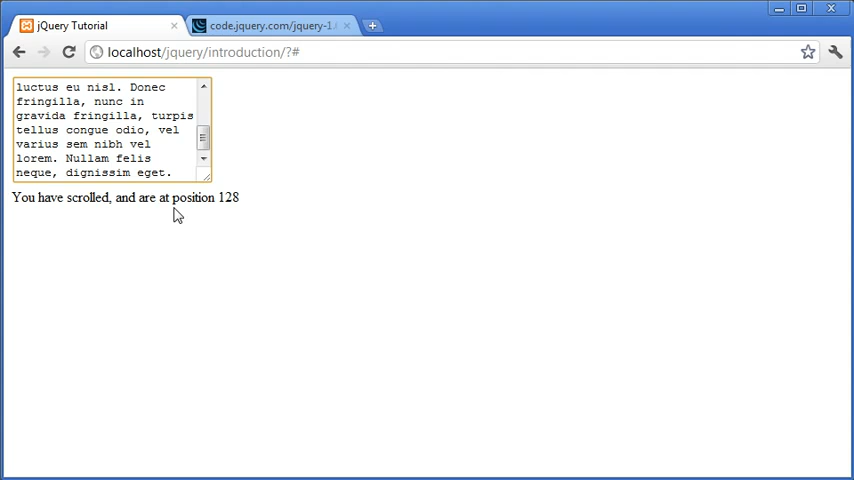 jQuery Tutorial
code.jquery.com/jquery-1.
localhost/jquery/introduction/?#
luctus eu nisl. Donec
fringilla, nunc in
gravida fringilla, turpis
tellus congue odio, vel
varius sem nibh vel
lorem. Nullam felis
neque, dignissim eget.
You have scrolled, and are at position 128